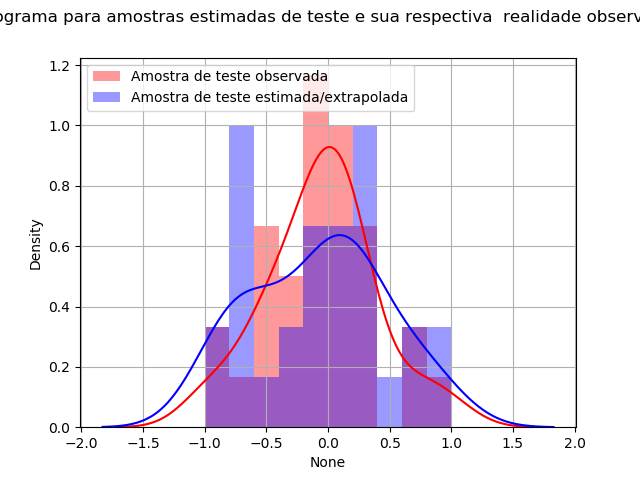 ograma para amostras estimadas de teste e sua respectiva  realidade observ
Amostra de teste observada
Amostra de teste estimada/extrapolada
Density
1.2
1.0
0.8
0.6
0.4
0.2
0.0
−2.0 −1.5 −1.0 −0.5 0.0 0.5 1.0 1.5 2.0
None